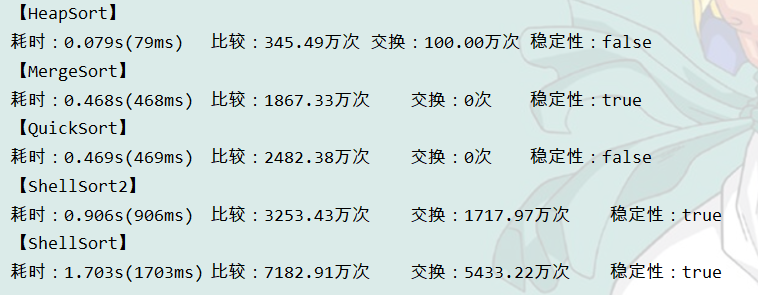 【HeapSort】
耗时：0.079s(79ms) 比较：345.49万次 交换：100.00万次 稳定性：false
【MergeSort】
耗时：0.468s(468ms) 比较：1867.33万次 交换：0次 稳定性：true
【QuickSort】
耗时：0.469s(469ms) 比较：2482.38万次 交换：0次 稳定性：false
【ShellSort2】
耗时：0.906s(906ms) 比较：3253.43万次 交换：1717.97万次 稳定性：true
【ShellSort】
耗时：1.703s(1703ms) 比较：7182.91万次 交换：5433.22万次 稳定性：true